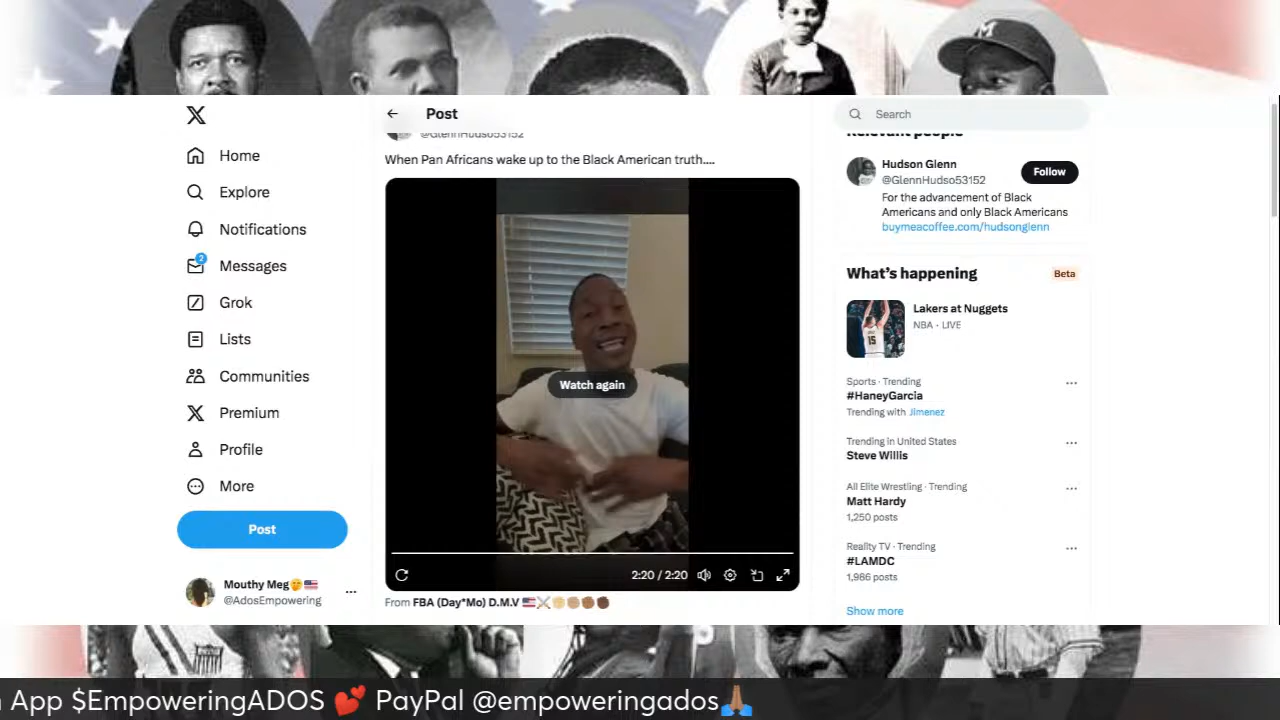 Post
Search
@GlennHudso53152
Relevant people
Home
Explore
Notifications
2
Messages
Grok
Lists
Communities
Premium
Profile
More
Post
Mouthy Meg🤔🇺🇸
@AdosEmpowering
...
When Pan Africans wake up to the Black American truth....
Watch again
2:20 / 2:20
From FBA (Day*Mo) D.M.V 🇺🇸⚔️✊🏻✊🏼✊🏽✊🏾✊🏿
Hudson Glenn
@GlennHudso53152
Follow
For the advancement of Black
Americans and only Black Americans
buymeacoffee.com/hudsonglenn
What's happening
Beta
Lakers at Nuggets
NBA · LIVE
15
Sports · Trending
...
#HaneyGarcia
Trending with Jimenez
Trending in United States
...
Steve Willis
All Elite Wrestling · Trending
...
Matt Hardy
1,250 posts
Reality TV · Trending
...
#LAMDC
1,986 posts
Show more
M
App $EmpoweringADOS 💕 PayPal @empoweringados🙏🏾